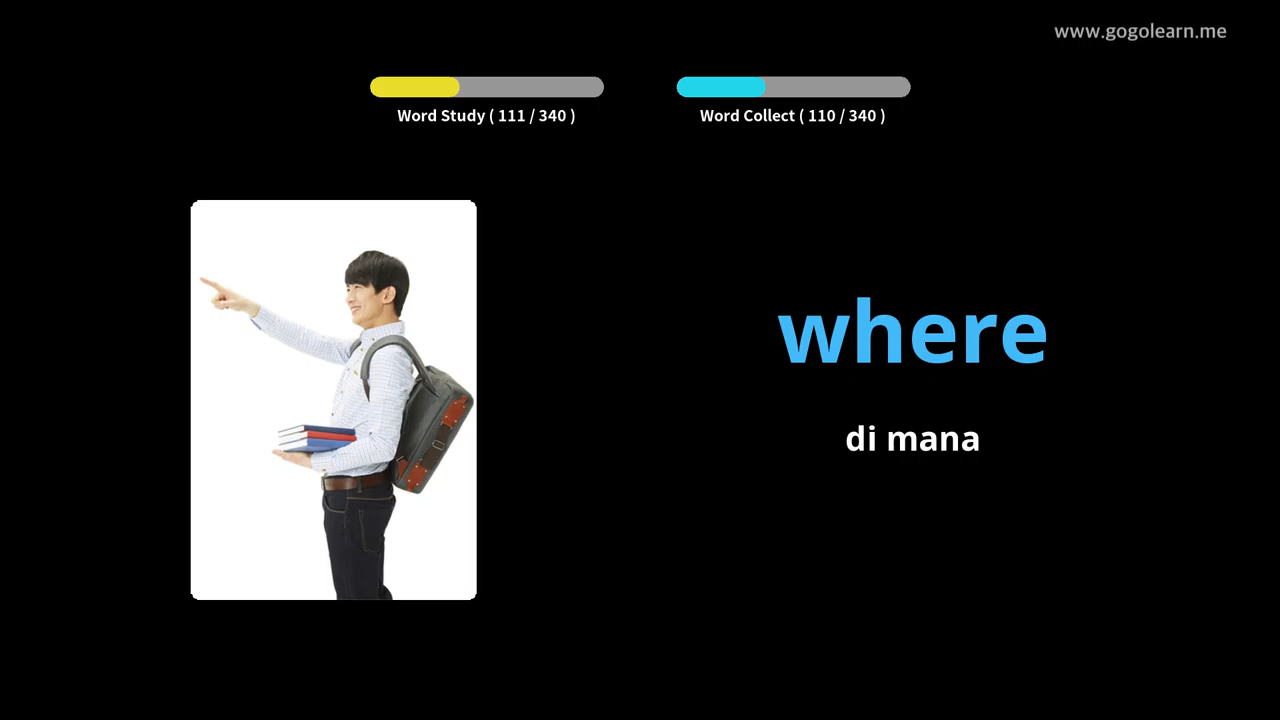 www.gogolearn.me
Word Study ( 111 / 340 )
Word Collect ( 110 / 340 )
where
di mana